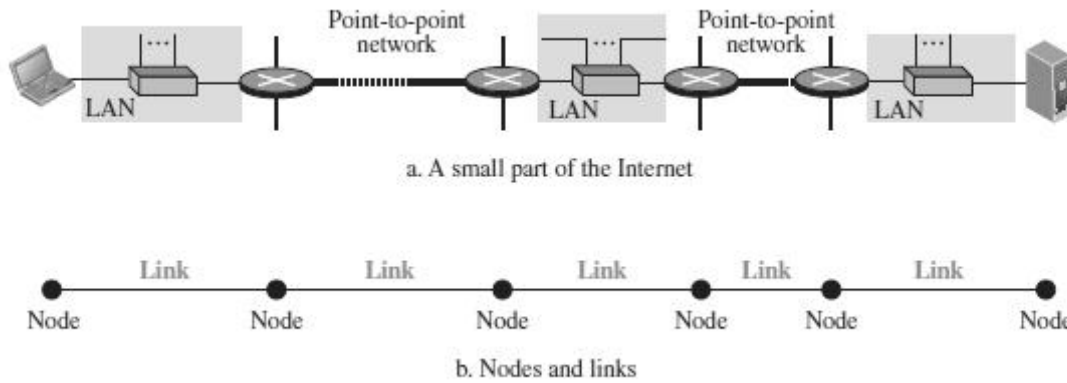 Point-to-point
network
Point-to-point
network
LAN
LAN
LAN
a. A small part of the Internet
Link
Link
Link
Link
Link
Node
Node
Node
Node
Node
Node
b. Nodes and links